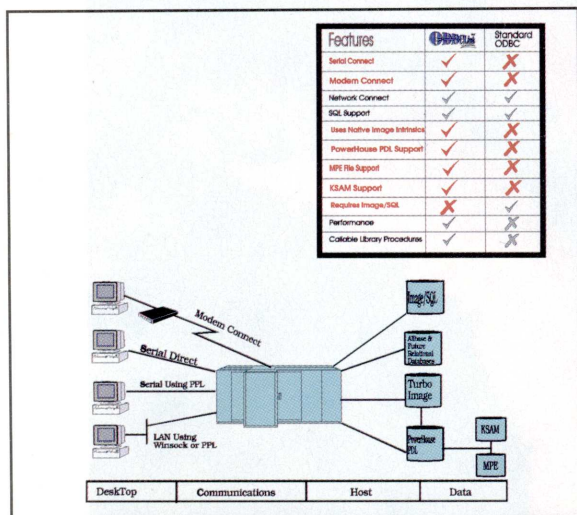 Features
Standard
ODBC
Serial Connect
Modem Connect
Network Connect
SQL Support
Uses Native Image Intrinsics
PowerHouse PDL Support
MPE File Support
KSAM Support
Requires Image/SQL
Performance
Callable Library Procedures
Modem Connect
Serial Direct
Serial Using PPL
LAN Using
Winsock or PPL
Image/SQL
Allbase &
Future
Relational
Databases
Turbo
Image
PowerHouse
PDL
KSAM
MPE
DeskTop
Communications
Host
Data